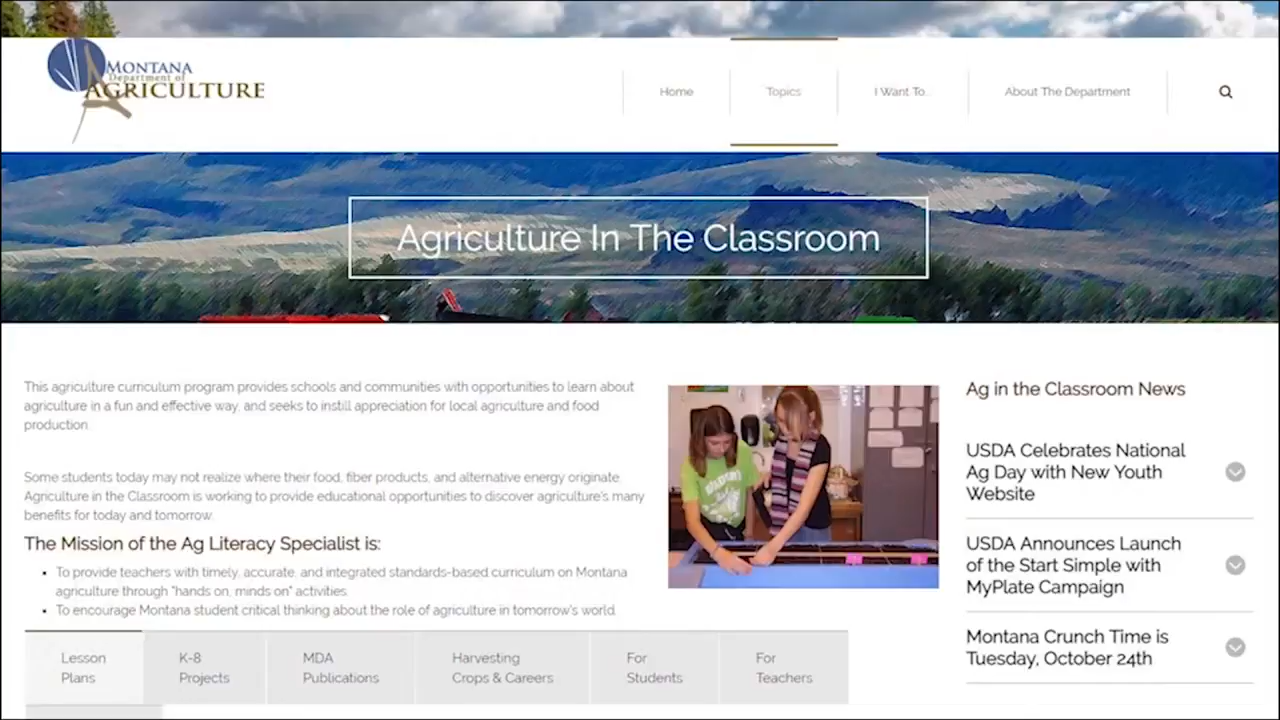 MONTANA
Department of
AGRICULTURE
Home
Topics
I Want To...
About The Department
Agriculture In The Classroom
This agriculture curriculum program provides schools and communities with opportunities to learn about
agriculture in a fun and effective way, and seeks to instill appreciation for local agriculture and food
production.
Some students today may not realize where their food, fiber products, and alternative energy originate.
Agriculture in the Classroom is working to provide educational opportunities to discover agriculture's many
benefits for today and tomorrow.
The Mission of the Ag Literacy Specialist is:
• To provide teachers with timely, accurate, and integrated standards-based curriculum on Montana
agriculture through "hands on, minds on" activities.
• To encourage Montana student critical thinking about the role of agriculture in tomorrow's world.
Lesson
Plans
K-8
Projects
MDA
Publications
Harvesting
Crops & Careers
For
Students
For
Teachers
Ag in the Classroom News
USDA Celebrates National
Ag Day with New Youth
Website
USDA Announces Launch
of the Start Simple with
MyPlate Campaign
Montana Crunch Time is
Tuesday, October 24th